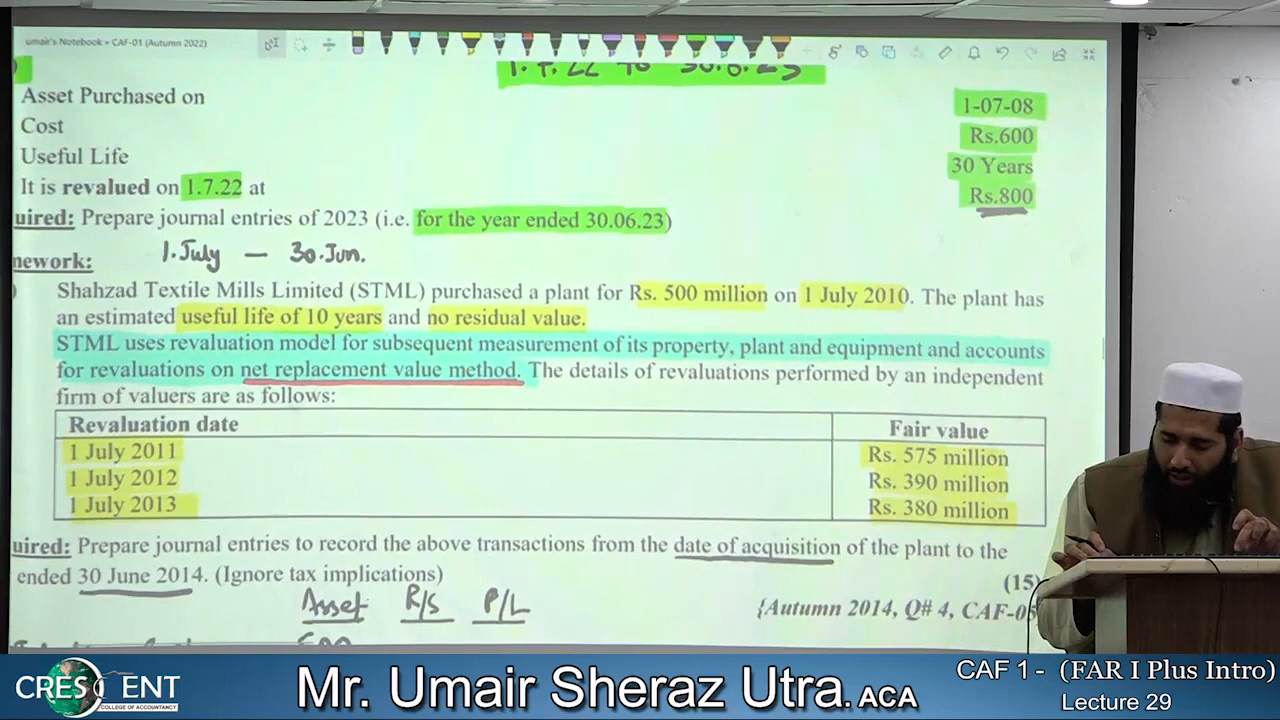 umair's Notebook > CAF-01 (Autumn 2022)
1.7.22 to 30.6.23
Asset Purchased on 1-07-08
Cost Rs.600
Useful Life 30 Years
It is revalued on 1.7.22 at Rs.800
uired: Prepare journal entries of 2023 (i.e. for the year ended 30.06.23)
1.July — 30.Jun.
nework:
) Shahzad Textile Mills Limited (STML) purchased a plant for Rs. 500 million on 1 July 2010. The plant has
an estimated useful life of 10 years and no residual value.
STML uses revaluation model for subsequent measurement of its property, plant and equipment and accounts
for revaluations on net replacement value method. The details of revaluations performed by an independent
firm of valuers are as follows:
Revaluation date Fair value
1 July 2011 Rs. 575 million
1 July 2012 Rs. 390 million
1 July 2013 Rs. 380 million
uired: Prepare journal entries to record the above transactions from the date of acquisition of the plant to the
ended 30 June 2014. (Ignore tax implications) (15)
{Autumn 2014, Q# 4, CAF-05
Asset R/S P/L
CRESCENT
COLLEGE OF ACCOUNTANCY
Mr. Umair Sheraz Utra. ACA
CAF 1 - (FAR I Plus Intro)
Lecture 29